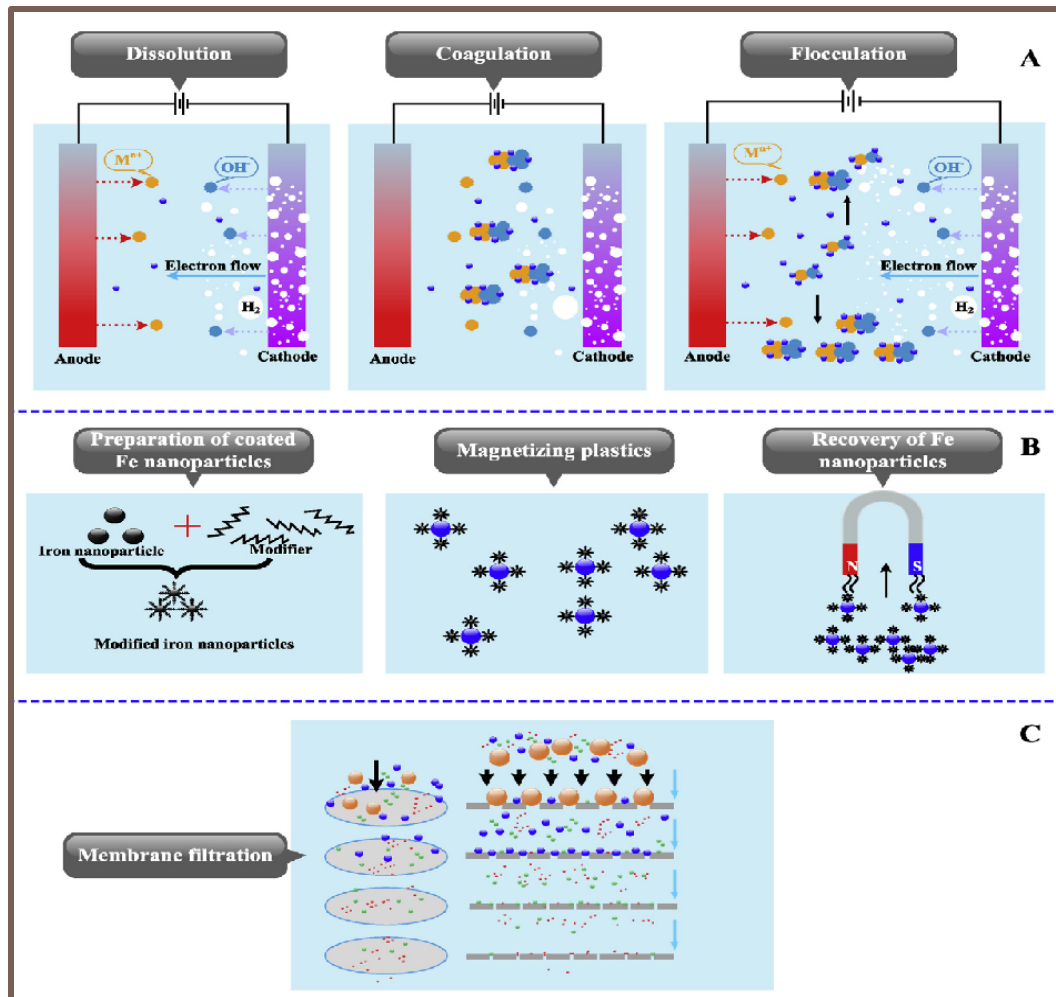 Dissolution
Coagulation
Flocculation
A
Mⁿ⁺
OH⁻
Electron flow
H₂
Anode
Cathode
Anode
Cathode
Mⁿ⁺
OH⁻
Electron flow
H₂
Anode
Cathode
Preparation of coated
Fe nanoparticles
Magnetizing plastics
Recovery of Fe
nanoparticles
B
Iron nanoparticle
Modifier
Modified iron nanoparticles
N
S
C
Membrane filtration